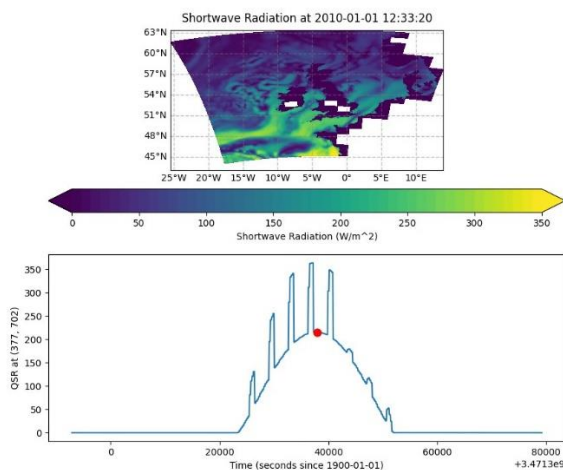 Shortwave Radiation at 2010-01-01 12:33:20
63°N
60°N
57°N
54°N
51°N
48°N
45°N
25°W 20°W 15°W 10°W 5°W 0° 5°E 10°E
0 50 100 150 200 250 300 350
Shortwave Radiation (W/m^2)
350
300
250
200
150
100
50
0
QSR at (377, 702)
0 20000 40000 60000 80000
+3.4713e9
Time (seconds since 1900-01-01)